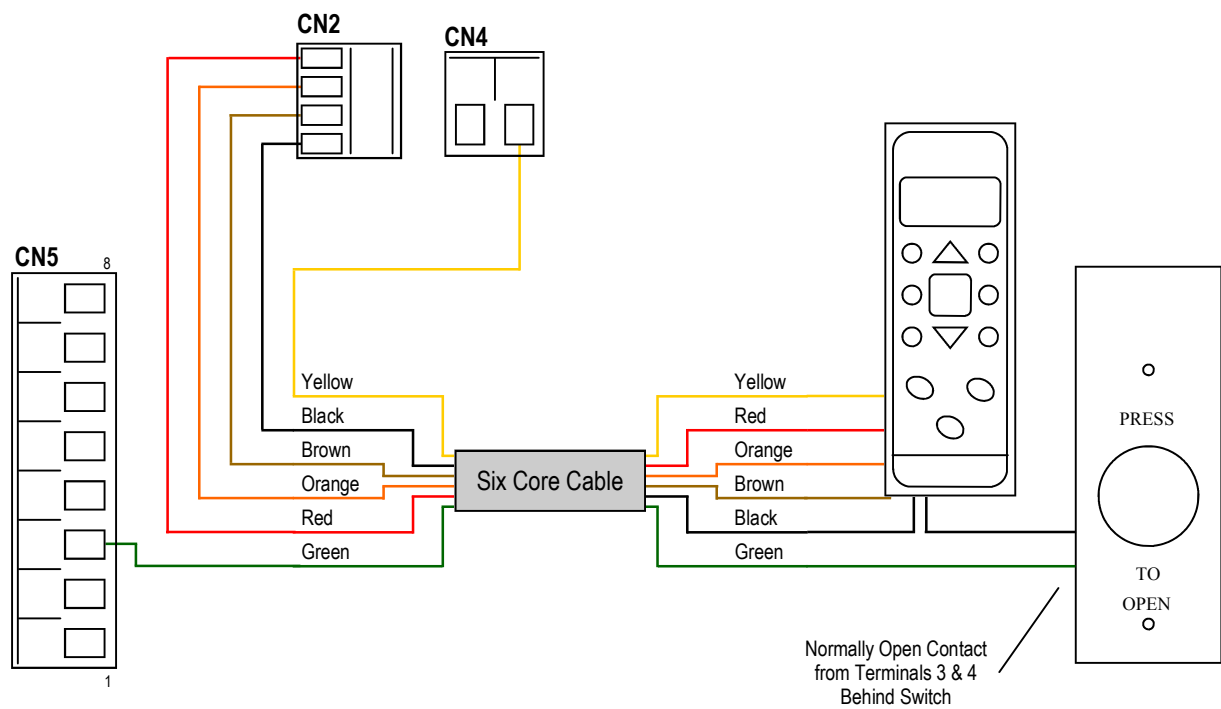 CN2
CN4
CN5
8
1
Yellow
Black
Brown
Orange
Red
Green
Six Core Cable
Yellow
Red
Orange
Brown
Black
Green
PRESS
TO
OPEN
Normally Open Contact
from Terminals 3 & 4
Behind Switch